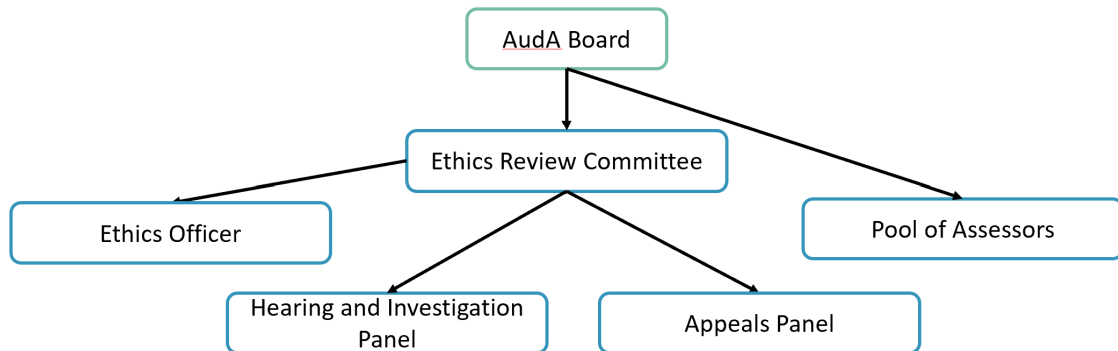 AudA Board
Ethics Review Committee
Ethics Officer
Pool of Assessors
Hearing and Investigation
Panel
Appeals Panel